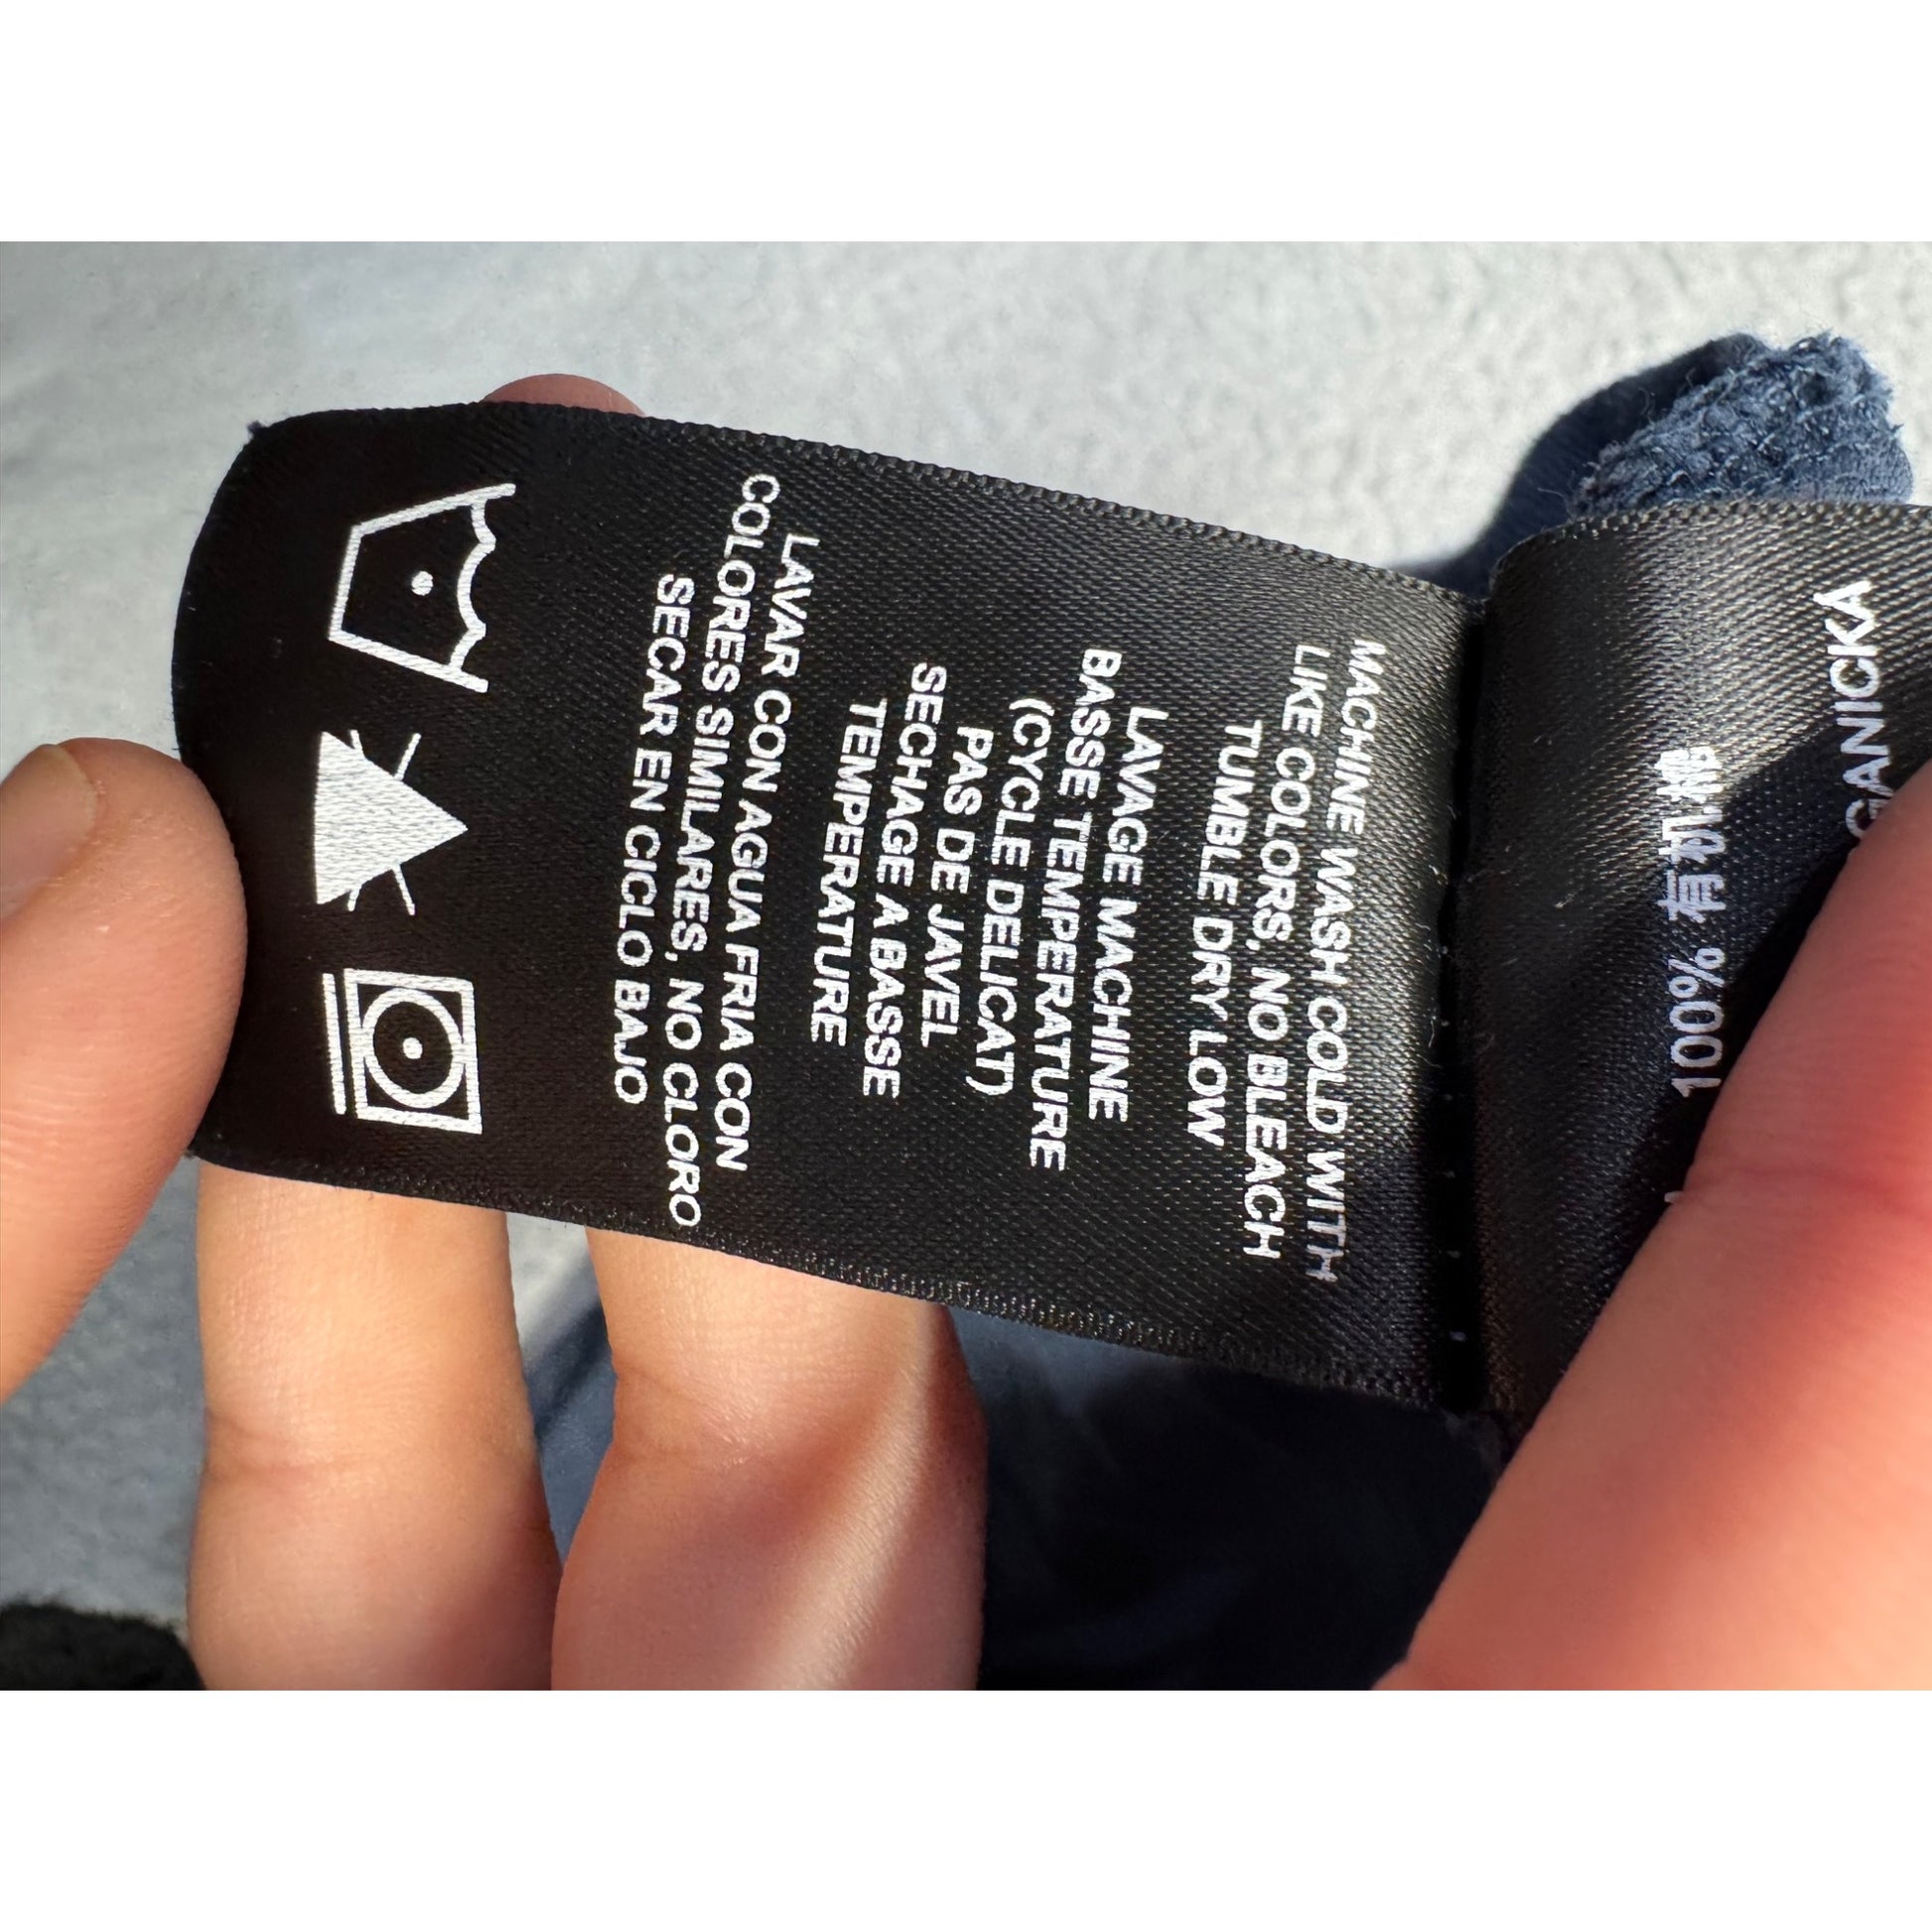 GANICKA
100% 有机棉
MACHINE WASH COLD WITH
LIKE COLORS, NO BLEACH
TUMBLE DRY LOW
LAVAGE MACHINE
BASSE TEMPERATURE
(CYCLE DELICAT)
PAS DE JAVEL
SECHAGE A BASSE
TEMPERATURE
LAVAR CON AGUA FRIA CON
COLORES SIMILARES, NO CLORO
SECAR EN CICLO BAJO